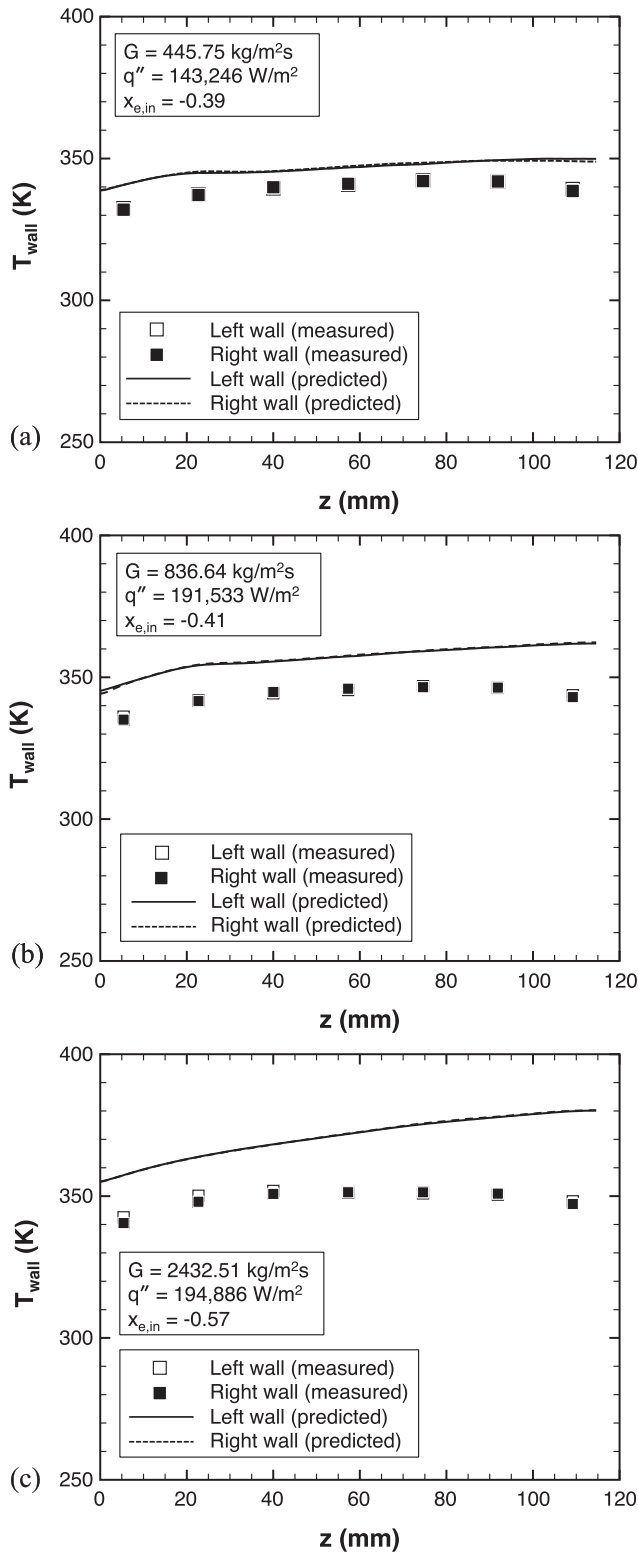 400
G = 445.75 kg/m²s
q″ = 143,246 W/m²
x_e,in = -0.39
350
T_wall (K)
300
Left wall (measured)
Right wall (measured)
Left wall (predicted)
Right wall (predicted)
(a)
250
0 20 40 60 80 100 120
z (mm)
400
G = 836.64 kg/m²s
q″ = 191,533 W/m²
x_e,in = -0.41
350
T_wall (K)
300
Left wall (measured)
Right wall (measured)
Left wall (predicted)
Right wall (predicted)
(b)
250
0 20 40 60 80 100 120
z (mm)
400
350
T_wall (K)
300
G = 2432.51 kg/m²s
q″ = 194,886 W/m²
x_e,in = -0.57
Left wall (measured)
Right wall (measured)
Left wall (predicted)
Right wall (predicted)
(c)
250
0 20 40 60 80 100 120
z (mm)